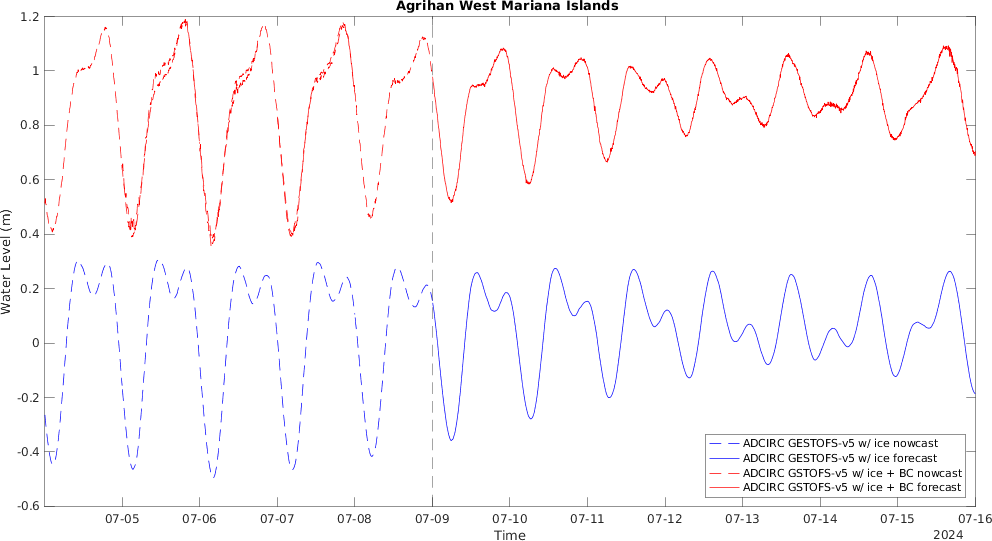 Agrihan West Mariana Islands
Water Level (m)
1.2
1
0.8
0.6
0.4
0.2
0
-0.2
-0.4
-0.6
ADCIRC GESTOFS-v5 w/ ice nowcast
ADCIRC GESTOFS-v5 w/ ice forecast
ADCIRC GSTOFS-v5 w/ ice + BC nowcast
ADCIRC GSTOFS-v5 w/ ice + BC forecast
07-05 07-06 07-07 07-08 07-09 07-10 07-11 07-12 07-13 07-14 07-15 07-16
Time
2024